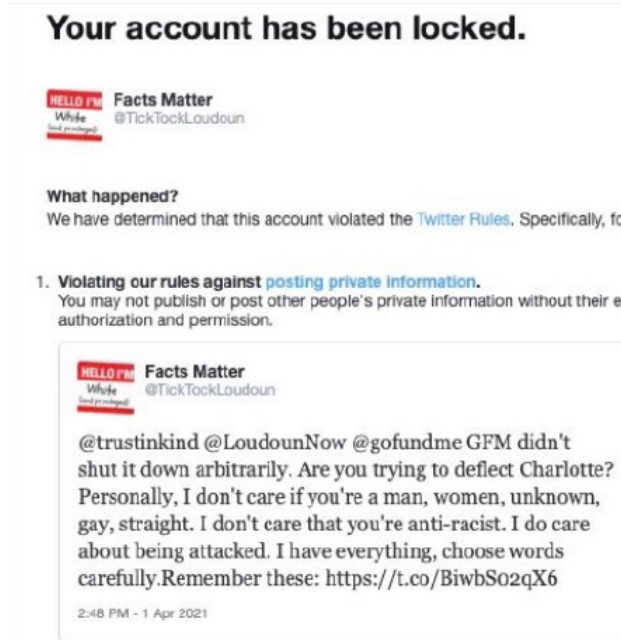 Your account has been locked.
HELLO I'M
White
(and privileged)
Facts Matter
@TickTockLoudoun
What happened?
We have determined that this account violated the Twitter Rules. Specifically, fo
1. Violating our rules against posting private information.
You may not publish or post other people's private information without their e
authorization and permission.
HELLO I'M
White
(and privileged)
Facts Matter
@TickTockLoudoun
@trustinkind @LoudounNow @gofundme GFM didn't
shut it down arbitrarily. Are you trying to deflect Charlotte?
Personally, I don't care if you're a man, women, unknown,
gay, straight. I don't care that you're anti-racist. I do care
about being attacked. I have everything, choose words
carefully.Remember these: https://t.co/BiwbS02qX6
2:48 PM - 1 Apr 2021